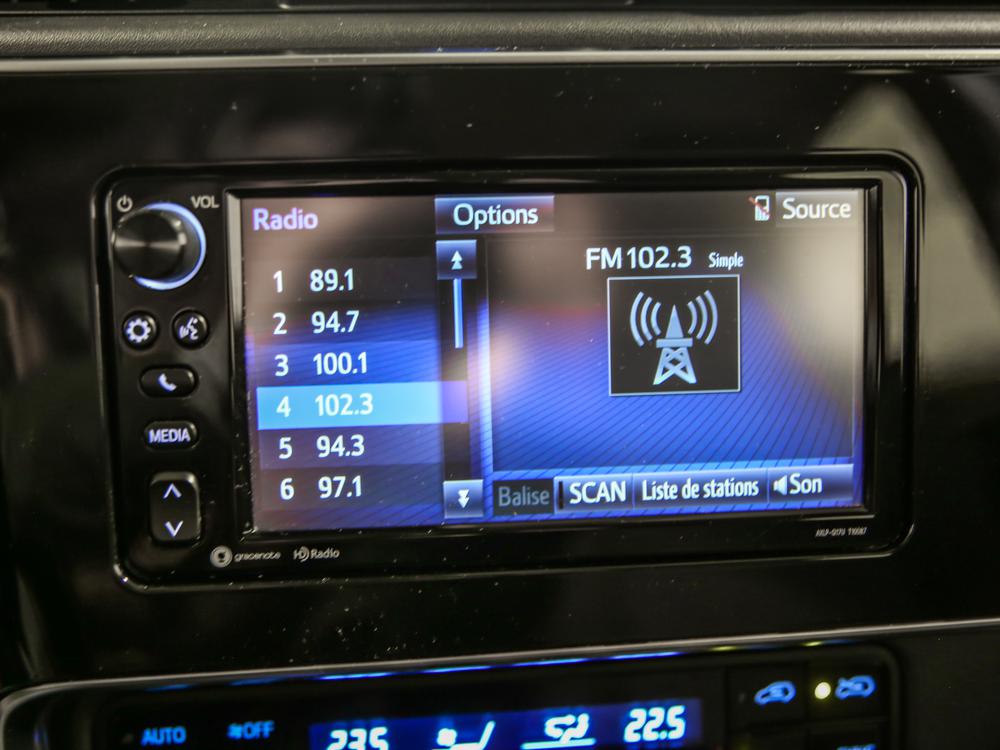 VOL
Radio Options Source
1 89.1
2 94.7
3 100.1
4 102.3
5 94.3
6 97.1
FM 102.3 Simple
Balise SCAN Liste de stations Son
MEDIA
gracenote HD Radio
AUTO OFF 23.5 22.5